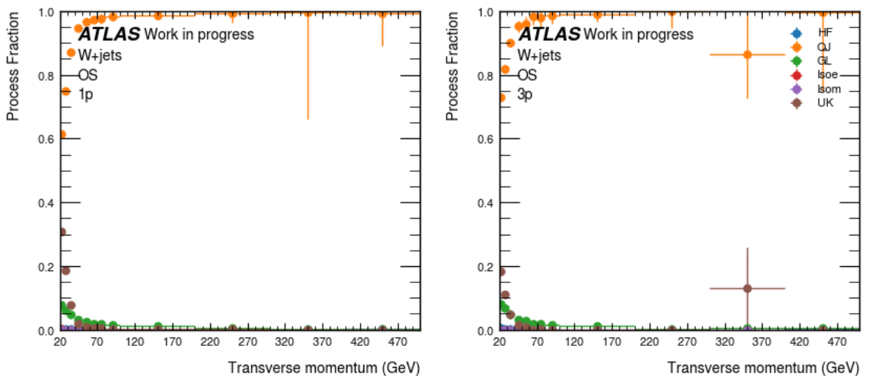 Process Fraction
1.0
0.8
0.6
0.4
0.2
0.0
ATLAS Work in progress
W+jets
OS
1p
20 70 120 170 220 270 320 370 420 470
Transverse momentum (GeV)
Process Fraction
1.0
0.8
0.6
0.4
0.2
0.0
ATLAS Work in progress
W+jets
OS
3p
HF
QJ
GL
Isoe
Isom
UK
20 70 120 170 220 270 320 370 420 470
Transverse momentum (GeV)